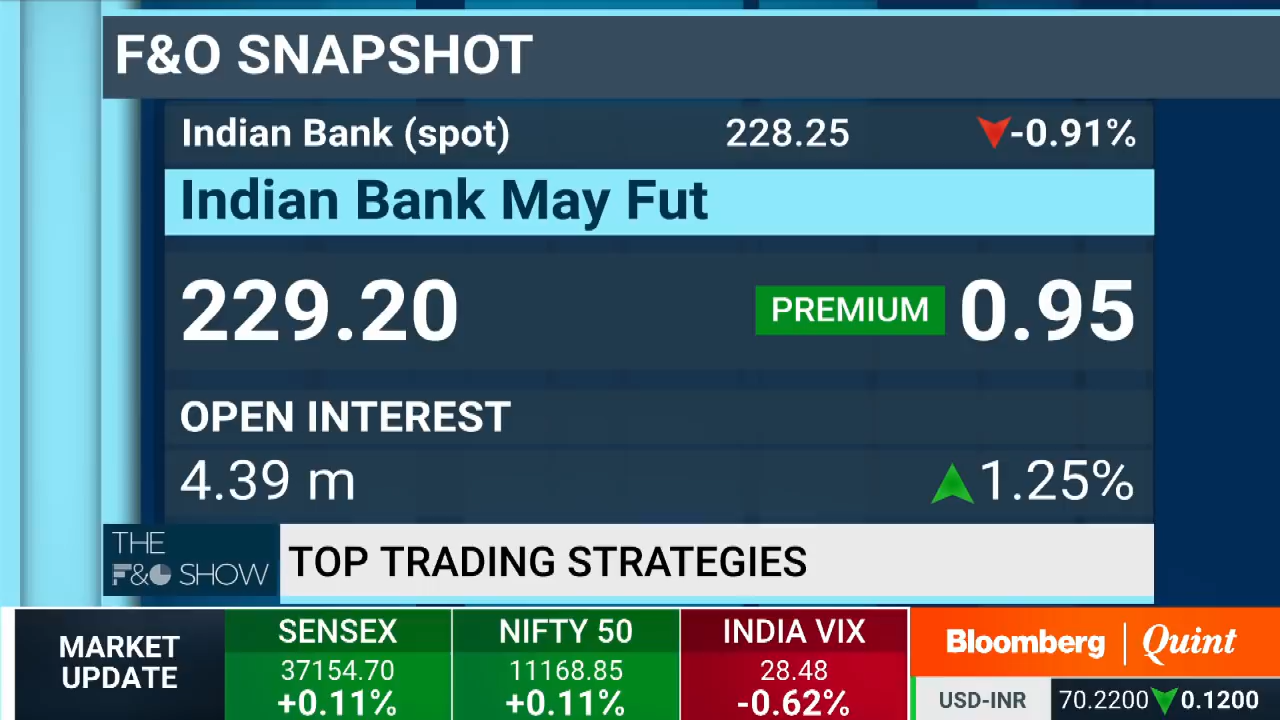 F&O SNAPSHOT
Indian Bank (spot) 228.25 -0.91%
Indian Bank May Fut
229.20 PREMIUM 0.95
OPEN INTEREST
4.39 m 1.25%
THE
F&O SHOW
TOP TRADING STRATEGIES
MARKET
UPDATE
SENSEX
37154.70
+0.11%
NIFTY 50
11168.85
+0.11%
INDIA VIX
28.48
-0.62%
Bloomberg | Quint
USD-INR 70.2200 0.1200